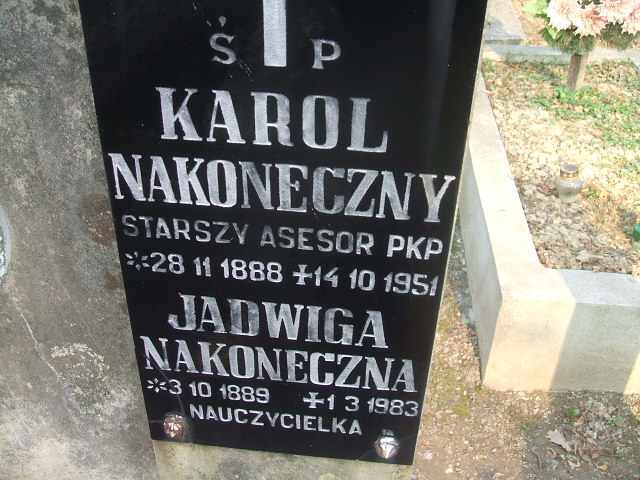 Ś P
KAROL
NAKONECZNY
STARSZY ASESOR PKP
*28 11 1888 +14 10 1951
JADWIGA
NAKONECZNA
*3 10 1889 +1 3 1983
NAUCZYCIELKA